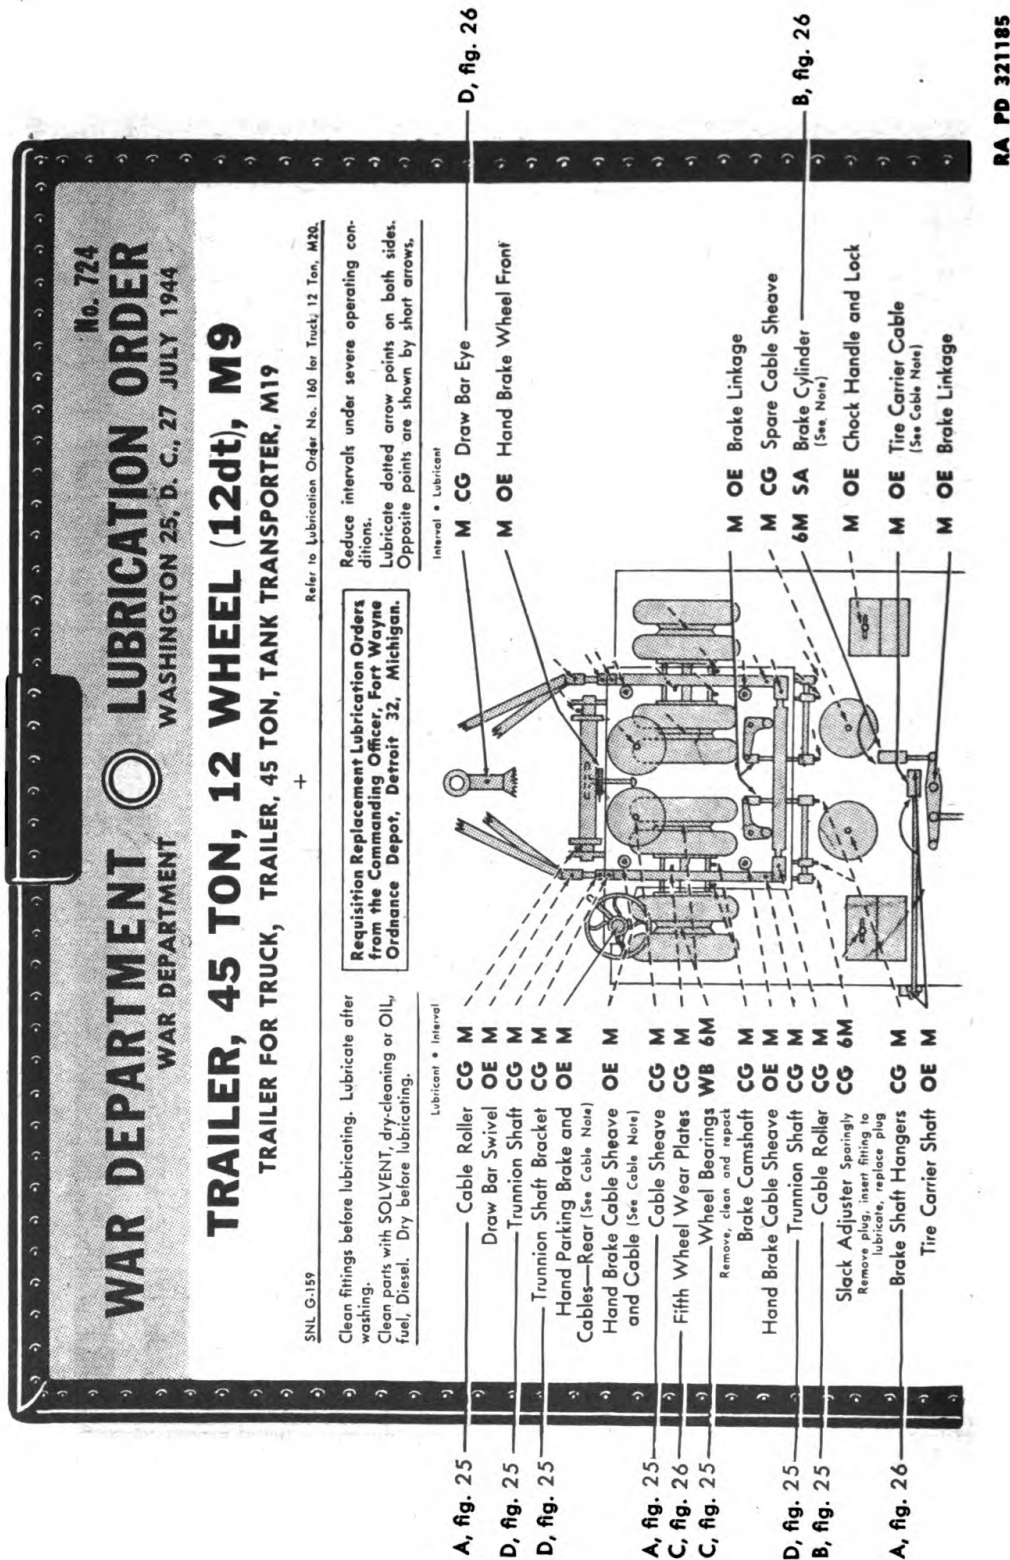 No. 724
WAR DEPARTMENT LUBRICATION ORDER
WAR DEPARTMENT WASHINGTON 25, D. C., 27 JULY 1944
TRAILER, 45 TON, 12 WHEEL (12dt), M9
TRAILER FOR TRUCK, TRAILER, 45 TON, TANK TRANSPORTER, M19
SNL G-159
Refer to Lubrication Order No. 160 for Truck, 12 Ton, M20.
Clean fittings before lubricating. Lubricate after
washing.
Clean parts with SOLVENT, dry-cleaning or OIL,
fuel, Diesel. Dry before lubricating.
Requisition Replacement Lubrication Orders
from the Commanding Officer, Fort Wayne
Ordnance Depot, Detroit 32, Michigan.
Reduce intervals under severe operating con-
ditions.
Lubricate dotted arrow points on both sides.
Opposite points are shown by short arrows.
Lubricant • Interval
A, fig. 25 Cable Roller CG M
Draw Bar Swivel OE M
D, fig. 25 Trunnion Shaft CG M
D, fig. 25 Trunnion Shaft Bracket CG M
Hand Parking Brake and OE M
Cables—Rear (See Cable Note)
Hand Brake Cable Sheave OE M
and Cable (See Cable Note)
A, fig. 25 Cable Sheave CG M
C, fig. 26 Fifth Wheel Wear Plates CG M
C, fig. 25 Wheel Bearings WB 6M
Remove, clean and repack
Brake Camshaft CG M
Hand Brake Cable Sheave OE M
D, fig. 25 Trunnion Shaft CG M
B, fig. 25 Cable Roller CG M
Slack Adjuster Sparingly CG 6M
Remove plug, insert fitting to
lubricate, replace plug
A, fig. 26 Brake Shaft Hangers CG M
Tire Carrier Shaft OE M
Interval • Lubricant
M CG Draw Bar Eye D, fig. 26
M OE Hand Brake Wheel Front
M OE Brake Linkage
M CG Spare Cable Sheave
6M SA Brake Cylinder B, fig. 26
(See Note)
M OE Chock Handle and Lock
M OE Tire Carrier Cable
(See Cable Note)
M OE Brake Linkage
RA PD 321185